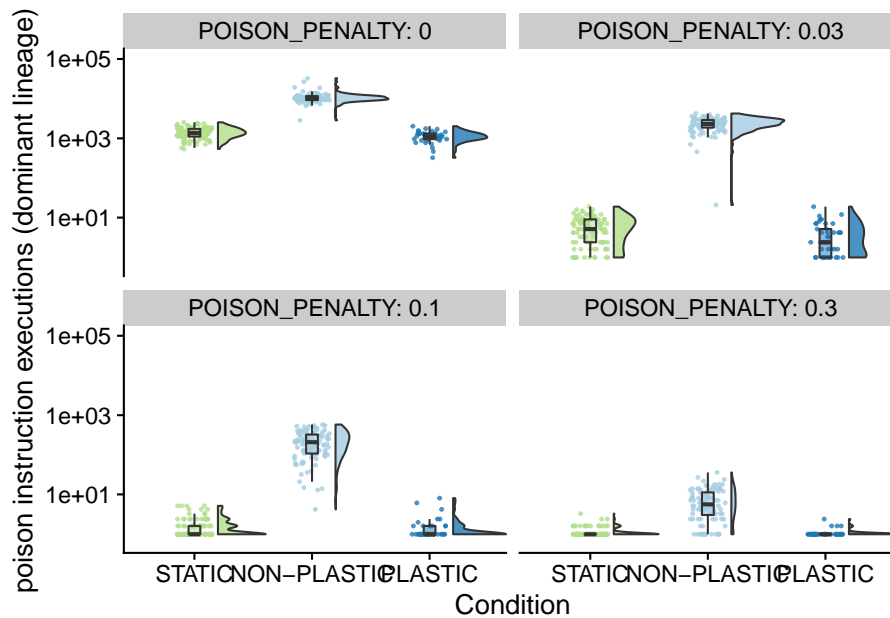 POISON_PENALTY: 0
POISON_PENALTY: 0.03
1e+05
1e+03
1e+01
POISON_PENALTY: 0.1
POISON_PENALTY: 0.3
1e+05
1e+03
1e+01
STATIC NON−PLASTIC PLASTIC
STATIC NON−PLASTIC PLASTIC
Condition
poison instruction executions (dominant lineage)